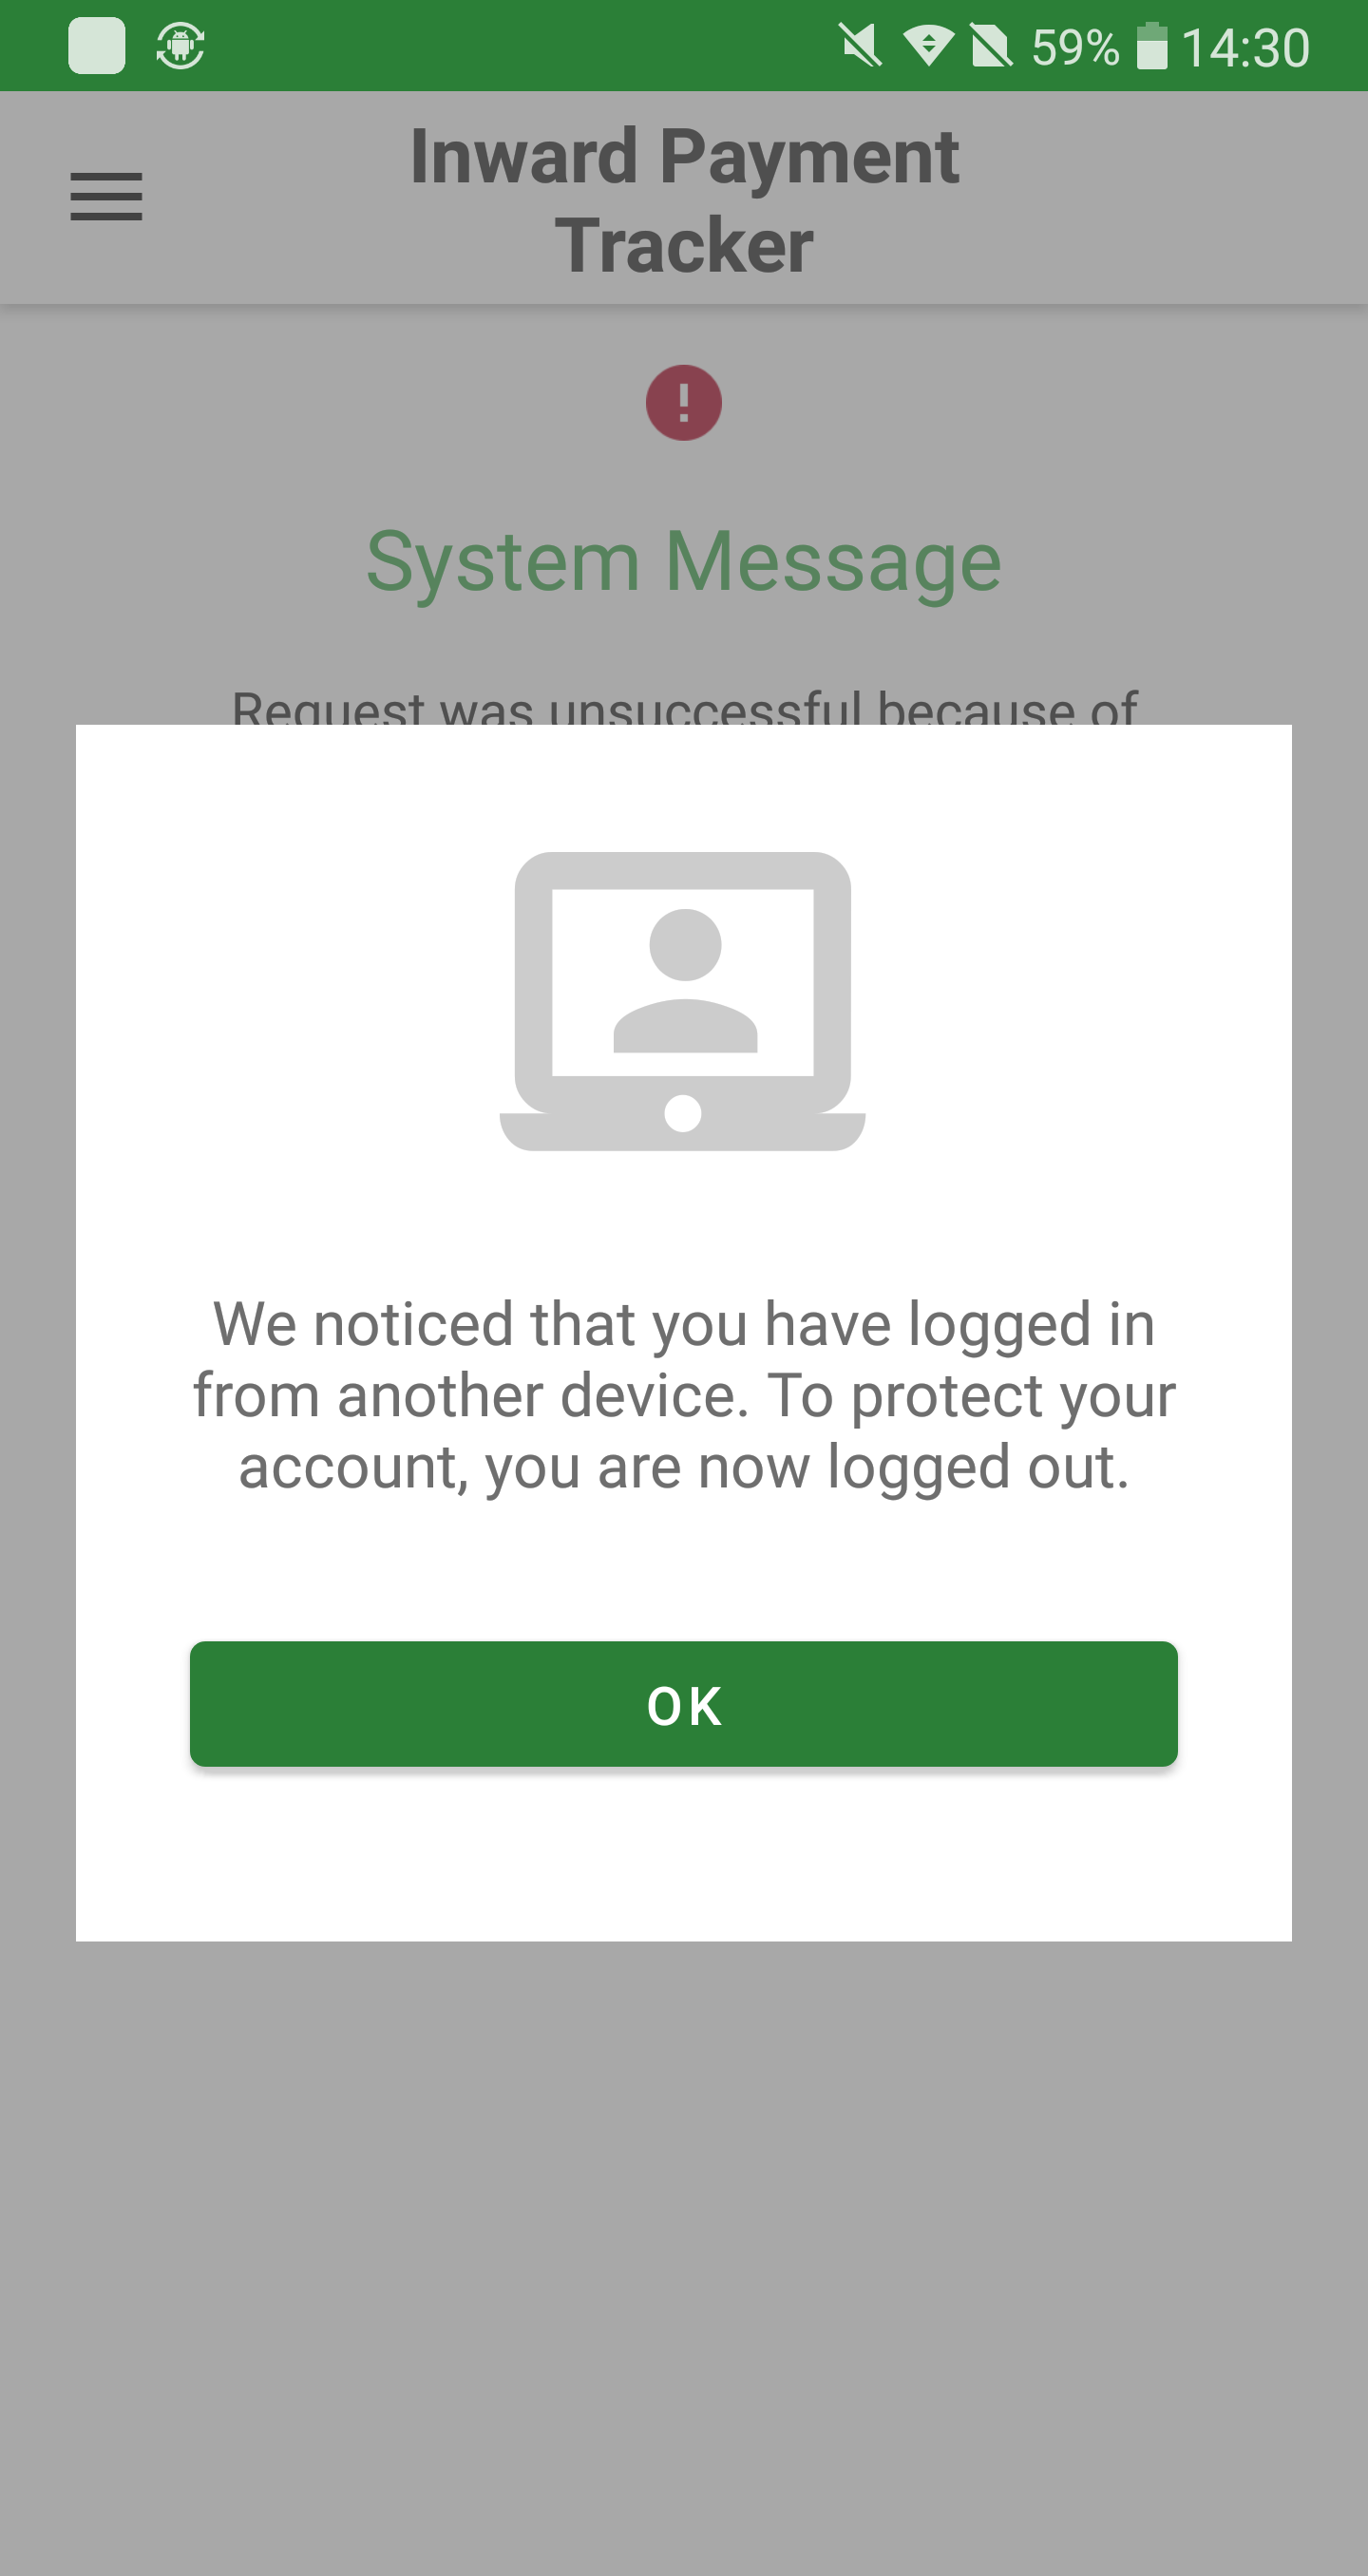 59% 14:30
Inward Payment
Tracker
System Message
Request was unsuccessful because of
We noticed that you have logged in
from another device. To protect your
account, you are now logged out.
OK